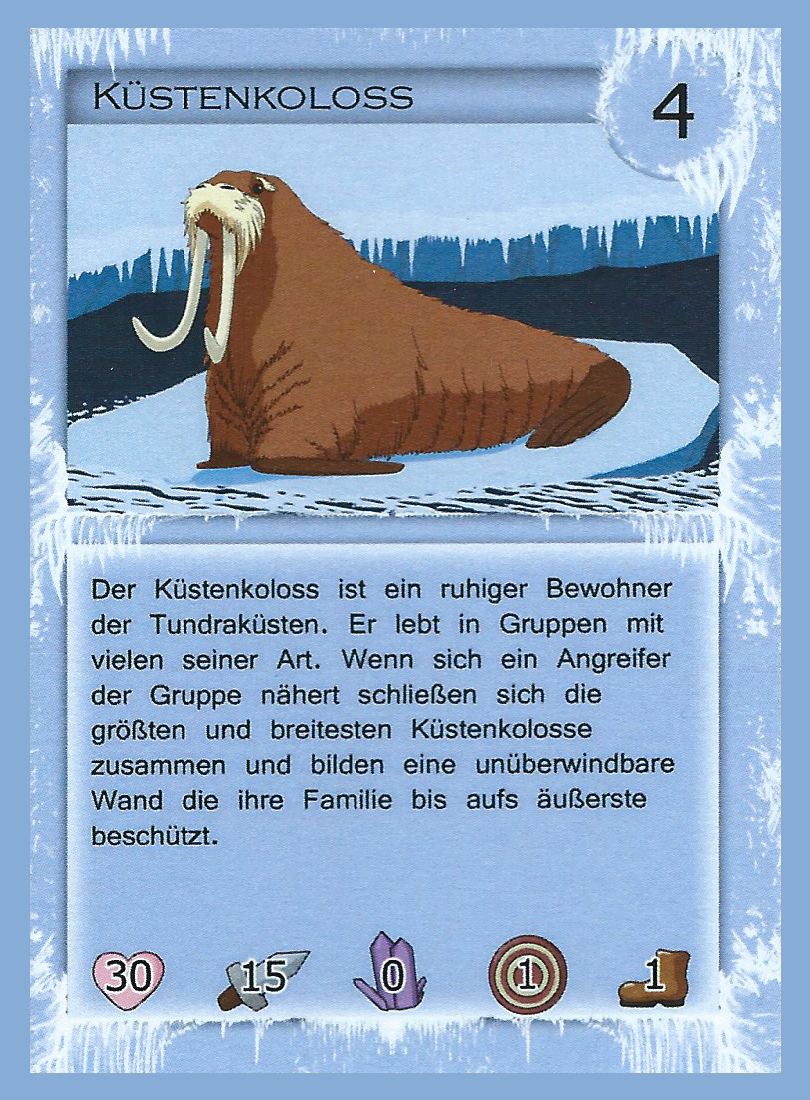 KÜSTENKOLOSS
4
Der Küstenkoloss ist ein ruhiger Bewohner
der Tundraküsten. Er lebt in Gruppen mit
vielen seiner Art. Wenn sich ein Angreifer
der Gruppe nähert schließen sich die
größten und breitesten Küstenkolosse
zusammen und bilden eine unüberwindbare
Wand die ihre Familie bis aufs äußerste
beschützt.
30 15 0 1 1